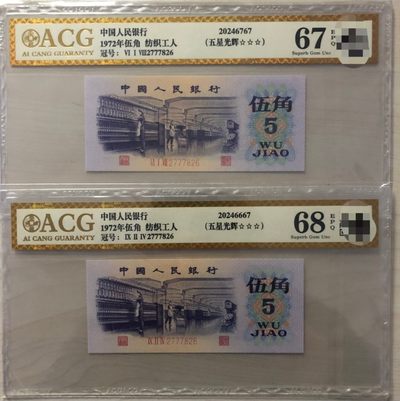 ACG
AI CANG GUARANTY
中国人民银行
1972年伍角 纺织工人
冠号：VI I VIII2777826
20246767
(五星光辉☆☆☆)
67
EPQ
Superb Gem Unc
中国人民银行
伍角
5
WU
JIAO
VI I VIII 2777826
ACG
AI CANG GUARANTY
中国人民银行
1972年伍角 纺织工人
冠号：IX II IV2777826
20246667
(五星光辉☆☆☆)
68
EPQ
Superb Gem Unc
中国人民银行
伍角
5
WU
JIAO
IX II IV 2777826